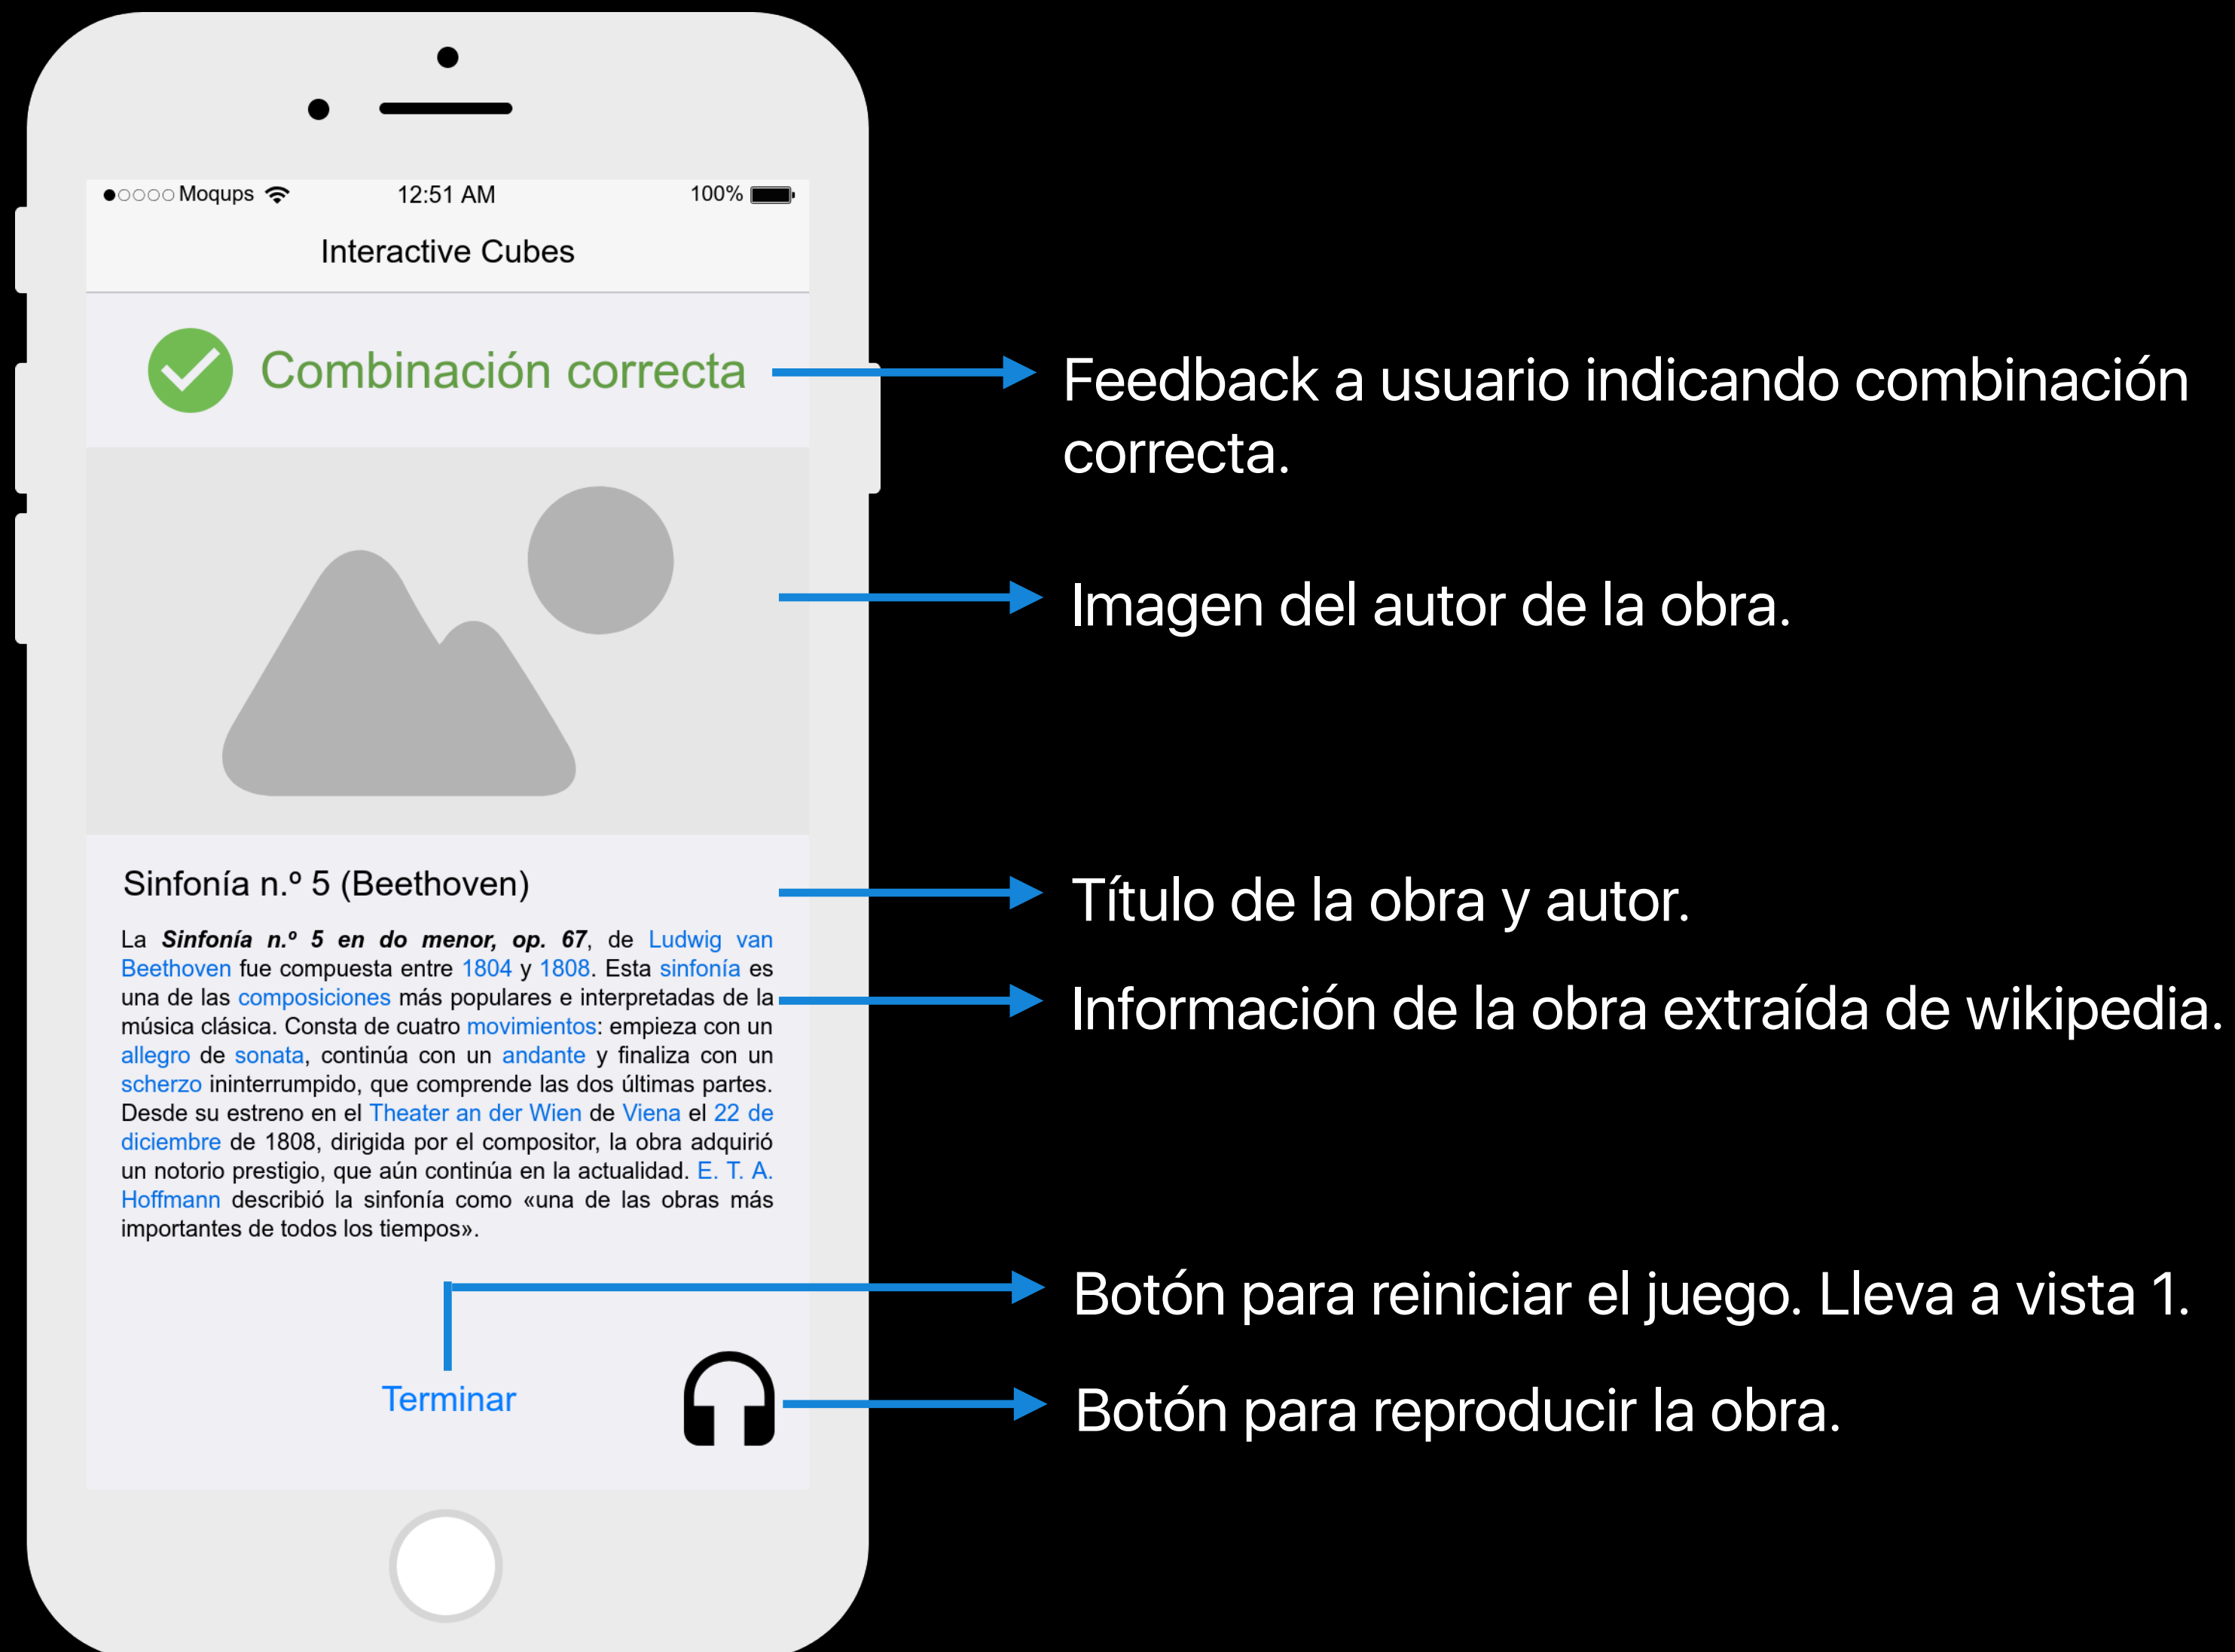 Moqups 12:51 AM 100%
Interactive Cubes
Combinación correcta
Feedback a usuario indicando combinación
correcta.
Imagen del autor de la obra.
Sinfonía n.º 5 (Beethoven)
Título de la obra y autor.
La Sinfonía n.º 5 en do menor, op. 67, de Ludwig van
Beethoven fue compuesta entre 1804 y 1808. Esta sinfonía es
una de las composiciones más populares e interpretadas de la
música clásica. Consta de cuatro movimientos: empieza con un
allegro de sonata, continúa con un andante y finaliza con un
scherzo ininterrumpido, que comprende las dos últimas partes.
Desde su estreno en el Theater an der Wien de Viena el 22 de
diciembre de 1808, dirigida por el compositor, la obra adquirió
un notorio prestigio, que aún continúa en la actualidad. E. T. A.
Hoffmann describió la sinfonía como «una de las obras más
importantes de todos los tiempos».
Información de la obra extraída de wikipedia.
Botón para reiniciar el juego. Lleva a vista 1.
Terminar
Botón para reproducir la obra.